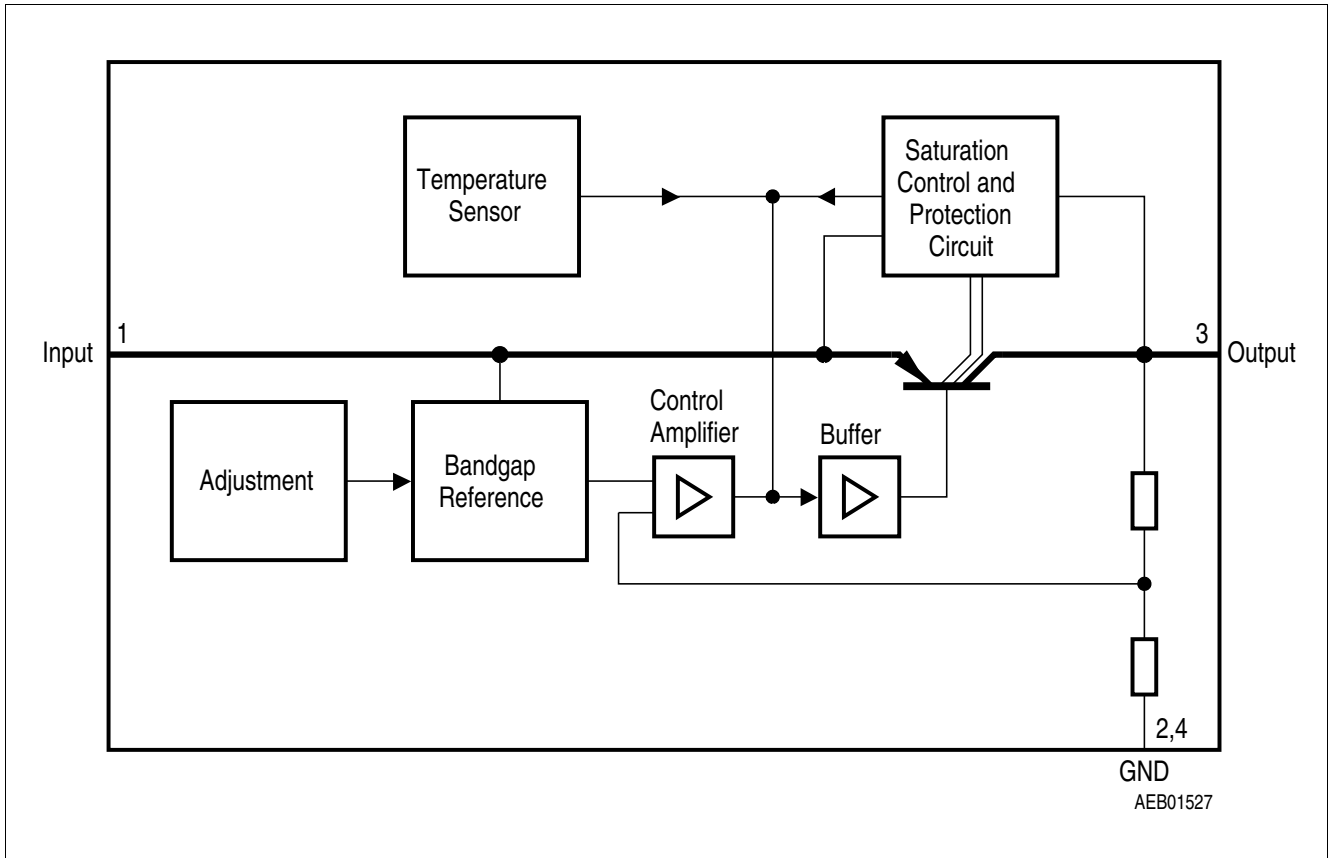 Temperature
Sensor
Saturation
Control and
Protection
Circuit
Input
1
3
Output
Adjustment
Bandgap
Reference
Control
Amplifier
Buffer
2,4
GND
AEB01527